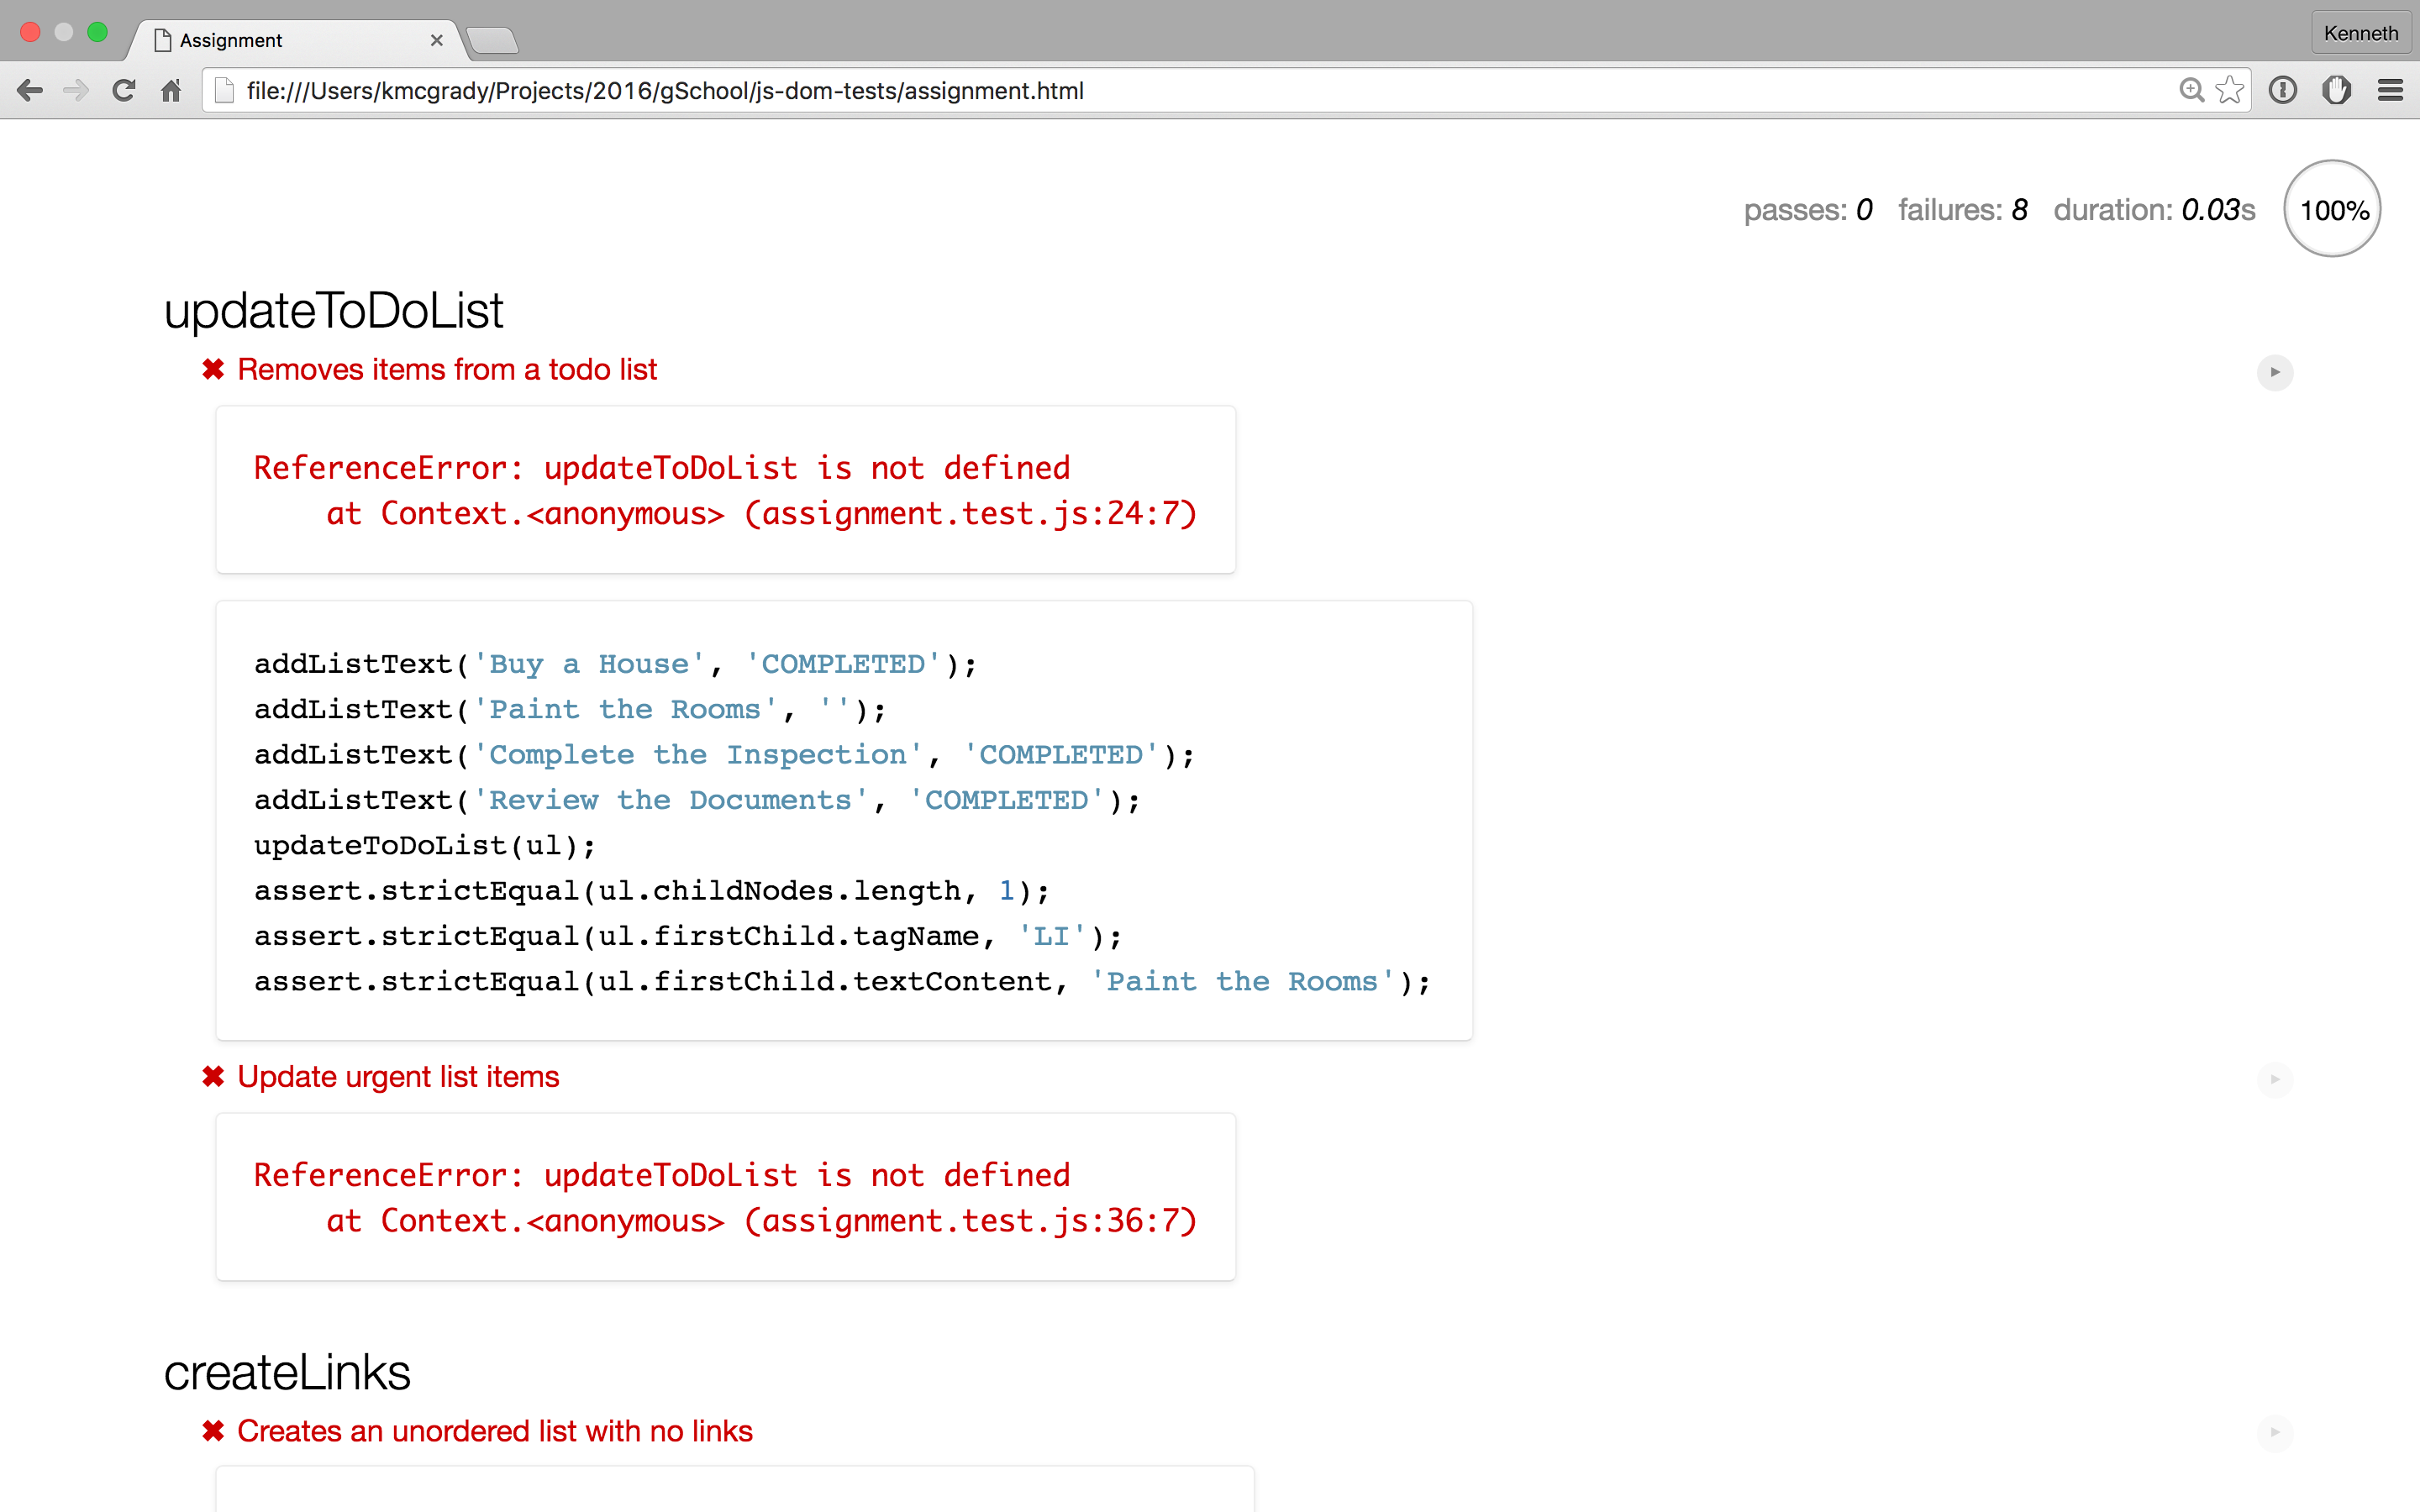 Assignment
Kenneth
file:///Users/kmcgrady/Projects/2016/gSchool/js-dom-tests/assignment.html
passes: 0 failures: 8 duration: 0.03s 100%
updateToDoList
✖ Removes items from a todo list
ReferenceError: updateToDoList is not defined
at Context.<anonymous> (assignment.test.js:24:7)
addListText('Buy a House', 'COMPLETED');
addListText('Paint the Rooms', '');
addListText('Complete the Inspection', 'COMPLETED');
addListText('Review the Documents', 'COMPLETED');
updateToDoList(ul);
assert.strictEqual(ul.childNodes.length, 1);
assert.strictEqual(ul.firstChild.tagName, 'LI');
assert.strictEqual(ul.firstChild.textContent, 'Paint the Rooms');
✖ Update urgent list items
ReferenceError: updateToDoList is not defined
at Context.<anonymous> (assignment.test.js:36:7)
createLinks
✖ Creates an unordered list with no links